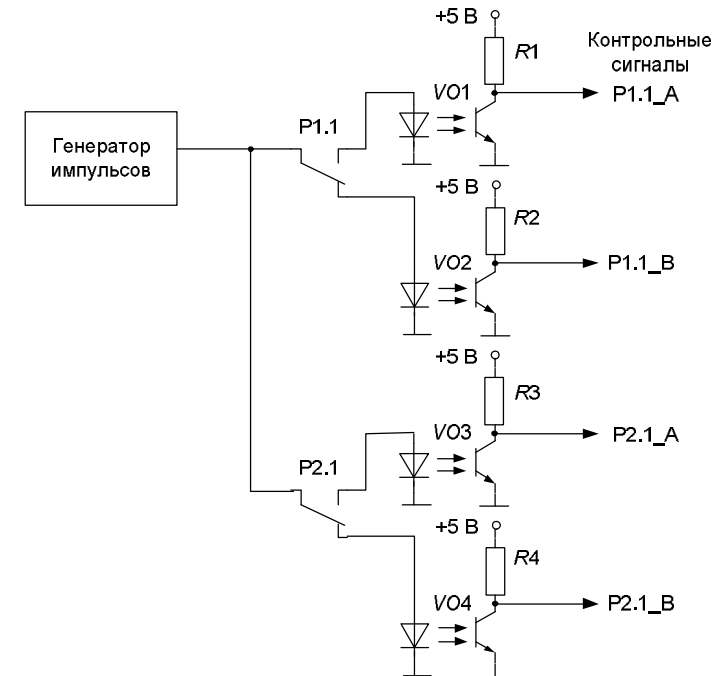 +5 В
R1
Контрольные
сигналы
VO1
P1.1_A
P1.1
Генератор
импульсов
+5 В
R2
VO2
P1.1_B
+5 В
R3
VO3
P2.1_A
P2.1
+5 В
R4
VO4
P2.1_B